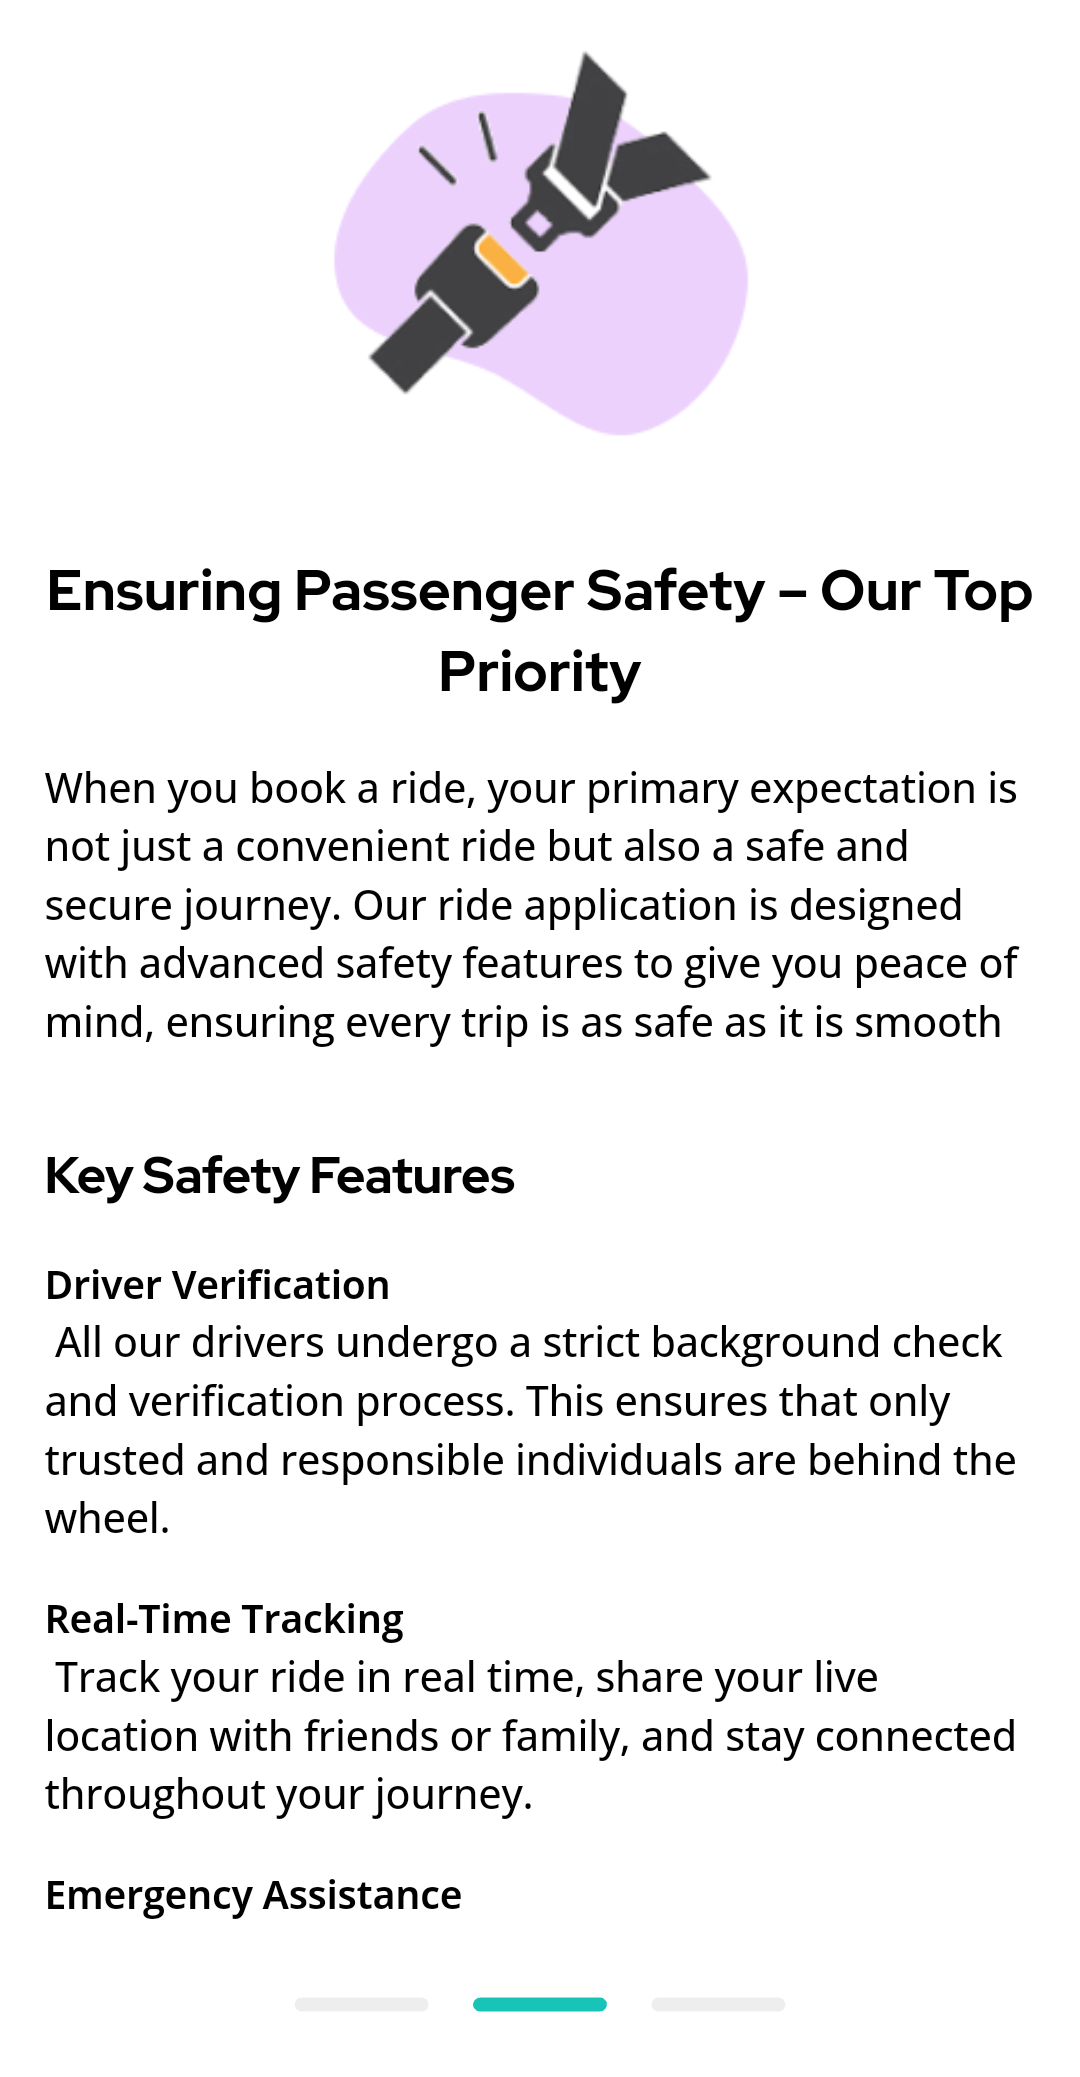 Ensuring Passenger Safety – Our Top
Priority
When you book a ride, your primary expectation is
not just a convenient ride but also a safe and
secure journey. Our ride application is designed
with advanced safety features to give you peace of
mind, ensuring every trip is as safe as it is smooth
Key Safety Features
Driver Verification
All our drivers undergo a strict background check
and verification process. This ensures that only
trusted and responsible individuals are behind the
wheel.
Real-Time Tracking
Track your ride in real time, share your live
location with friends or family, and stay connected
throughout your journey.
Emergency Assistance